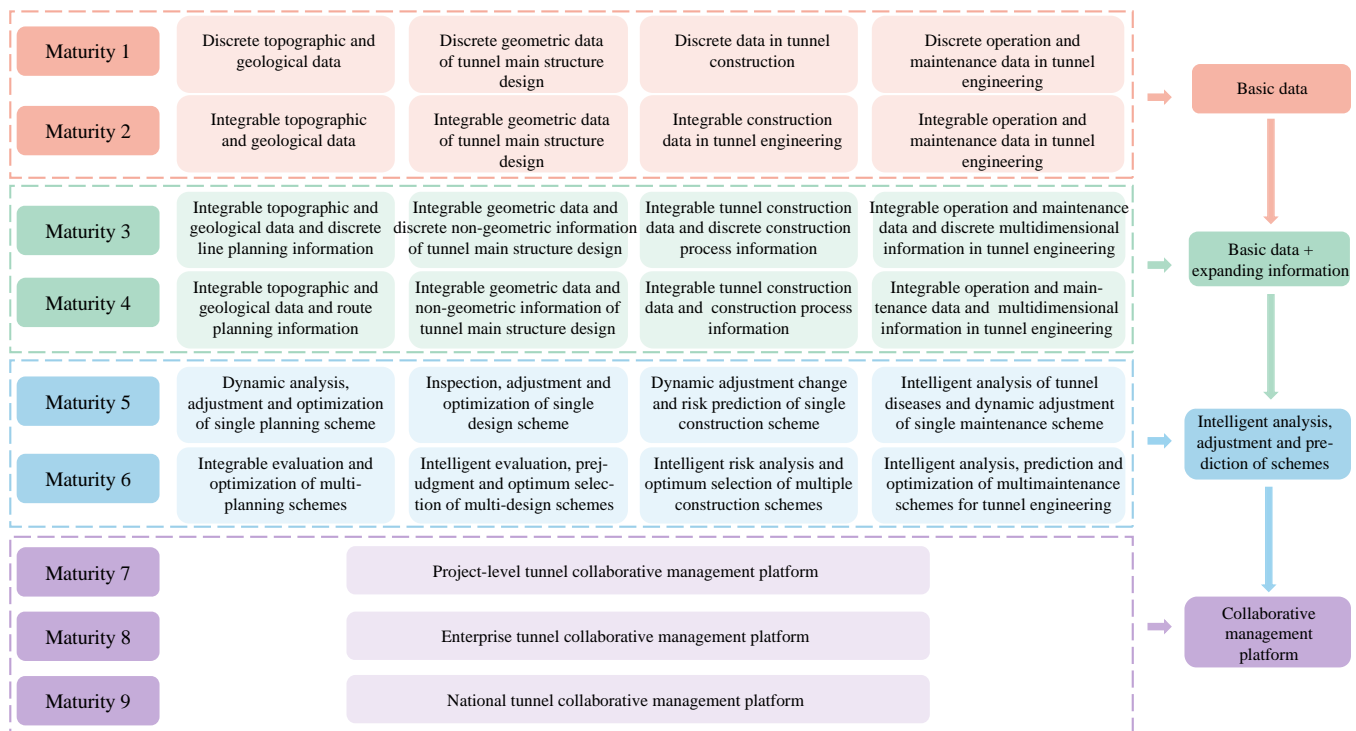 Maturity 1
Discrete topographic and
geological data
Discrete geometric data
of tunnel main structure
design
Discrete data in tunnel
construction
Discrete operation and
maintenance data in tunnel
engineering
Maturity 2
Integrable topographic
and geological data
Integrable geometric data
of tunnel main structure
design
Integrable construction
data in tunnel engineering
Integrable operation and
maintenance data in tunnel
engineering
Basic data
Maturity 3
Integrable topographic and
geological data and discrete
line planning information
Integrable geometric data and
discrete non-geometric information
of tunnel main structure design
Integrable tunnel construction
data and discrete construction
process information
Integrable operation and maintenance
data and discrete multidimensional
information in tunnel engineering
Maturity 4
Integrable topographic and
geological data and route
planning information
Integrable geometric data and
non-geometric information of
tunnel main structure design
Integrable tunnel construction
data and  construction process
information
Integrable operation and main-
tenance data and  multidimensional
information in tunnel engineering
Basic data +
expanding information
Maturity 5
Dynamic analysis,
adjustment and optimization
of single planning scheme
Inspection, adjustment and
optimization of single
design scheme
Dynamic adjustment change
and risk prediction of single
construction scheme
Intelligent analysis of tunnel
diseases and dynamic adjustment
of single maintenance scheme
Maturity 6
Integrable evaluation and
optimization of multi-
planning schemes
Intelligent evaluation, prej-
udgment and optimum selec-
tion of multi-design schemes
Intelligent risk analysis and
optimum selection of multiple
construction schemes
Intelligent analysis, prediction and
optimization of multimaintenance
schemes for tunnel engineering
Intelligent analysis,
adjustment and pre-
diction of schemes
Maturity 7
Project-level tunnel collaborative management platform
Maturity 8
Enterprise tunnel collaborative management platform
Maturity 9
National tunnel collaborative management platform
Collaborative
management
platform